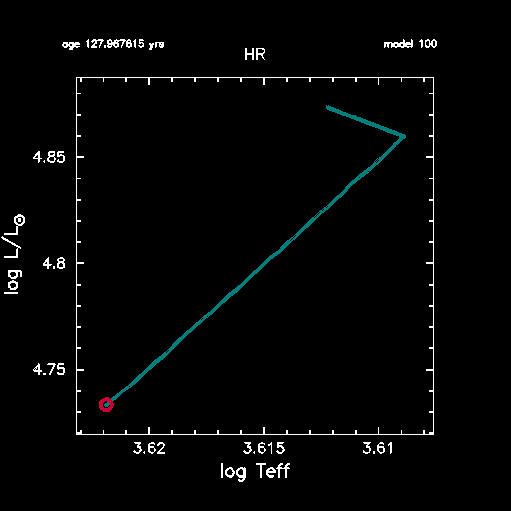 age 127.967615 yrs model 100
HR
4.85
4.8
4.75
log L/L☉
3.62 3.615 3.61
log Teff